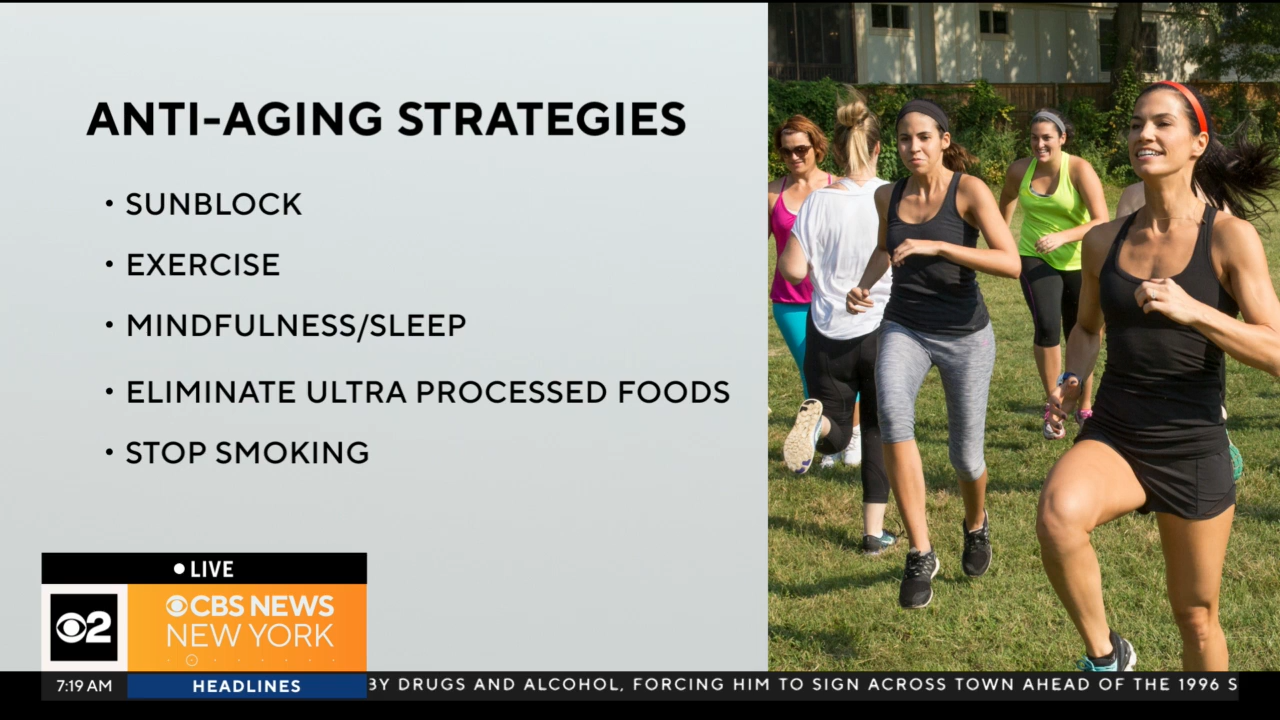 ANTI-AGING STRATEGIES
• SUNBLOCK
• EXERCISE
• MINDFULNESS/SLEEP
• ELIMINATE ULTRA PROCESSED FOODS
• STOP SMOKING
LIVE
2
CBS NEWS
NEW YORK
7:19 AM
HEADLINES
BY DRUGS AND ALCOHOL, FORCING HIM TO SIGN ACROSS TOWN AHEAD OF THE 1996 S